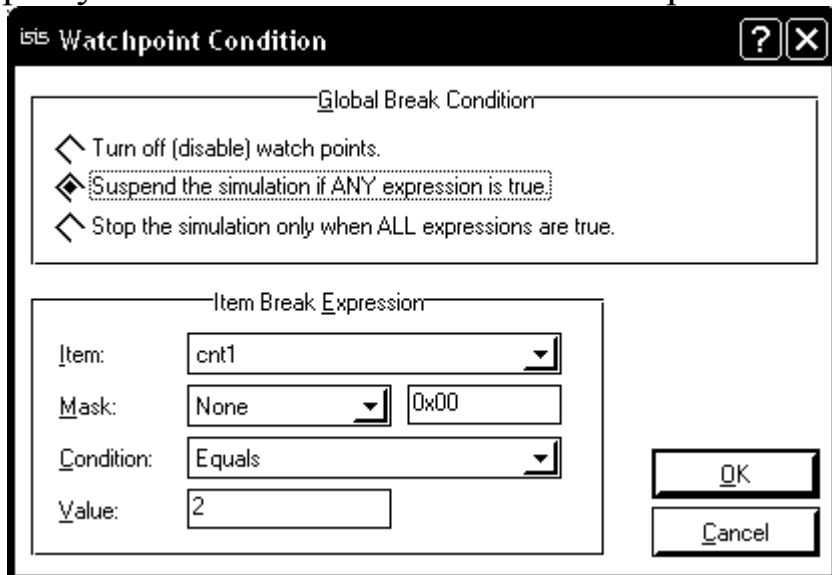 isis Watchpoint Condition
Global Break Condition
Turn off (disable) watch points.
Suspend the simulation if ANY expression is true.
Stop the simulation only when ALL expressions are true.
Item Break Expression
Item: cnt1
Mask: None 0x00
Condition: Equals
Value: 2
OK
Cancel